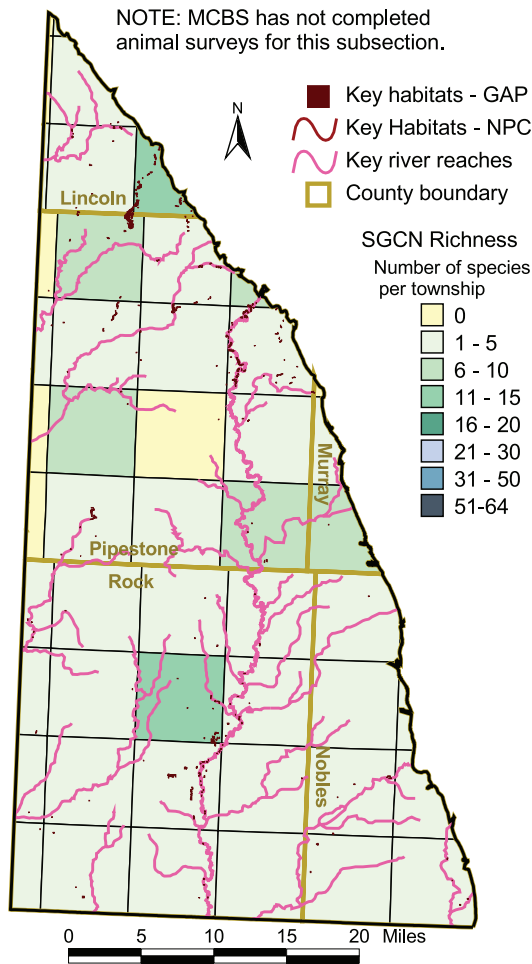 NOTE: MCBS has not completed
animal surveys for this subsection.
N
Key habitats - GAP
Key Habitats - NPC
Key river reaches
County boundary
SGCN Richness
Number of species
per township
0
1 - 5
6 - 10
11 - 15
16 - 20
21 - 30
31 - 50
51-64
Lincoln
Murray
Pipestone
Rock
Nobles
0 5 10 15 20 Miles